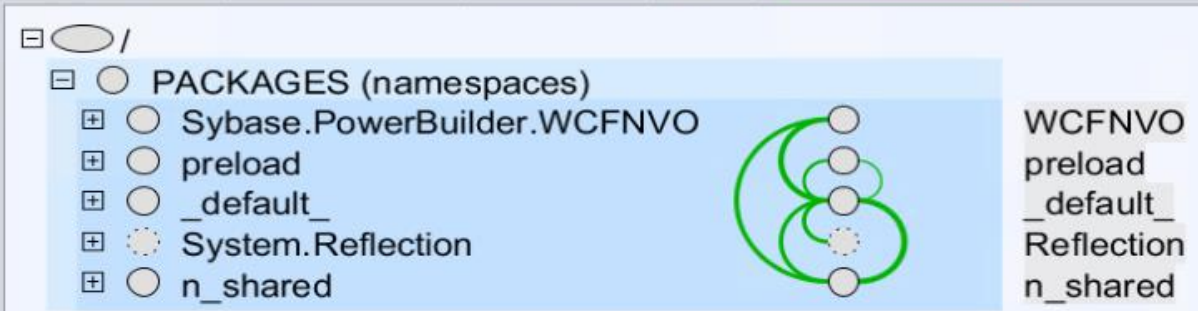 /
PACKAGES (namespaces)
Sybase.PowerBuilder.WCFNVO WCFNVO
preload preload
_default_ _default_
System.Reflection Reflection
n_shared n_shared